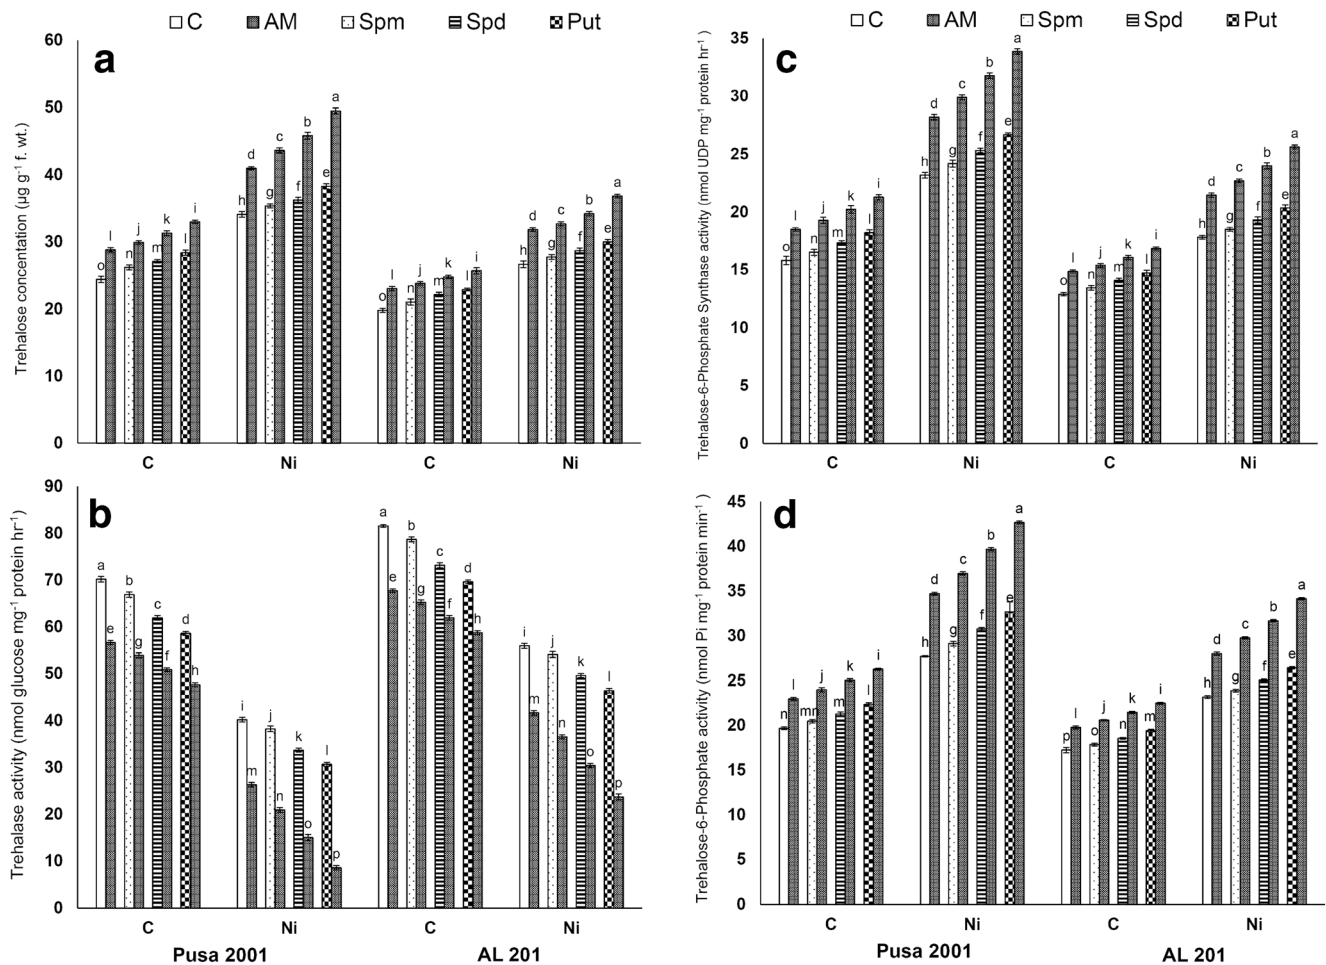 C AM Spm Spd Put
a
Trehalose concentration (µg g⁻¹ f. wt.)
60
50
40
30
20
10
0
o l n j m k l i
h d g c f b e a
o l n j m k l i
h d g c f b e a
C Ni C Ni
C AM Spm Spd Put
c
Trehalose-6-Phosphate Synthase activity (nmol UDP mg⁻¹ protein hr⁻¹)
35
30
25
20
15
10
5
0
o l n j m k l i
h d g c f b e a
o l n j m k l i
h d g c f b e a
C Ni C Ni
b
Trehalase activity (nmol glucose mg⁻¹ protein hr⁻¹)
90
80
70
60
50
40
30
20
10
0
a e b g c f d h
i m j n k o l p
a e b g c f d h
i m j n k o l p
C Ni C Ni
Pusa 2001 AL 201
d
Trehalose-6-Phosphate activity (nmol Pi mg⁻¹ protein min⁻¹)
45
40
35
30
25
20
15
10
5
0
n l mn j m k l i
h d g c f b e a
p l o j n k m i
h d g c f b e a
C Ni C Ni
Pusa 2001 AL 201